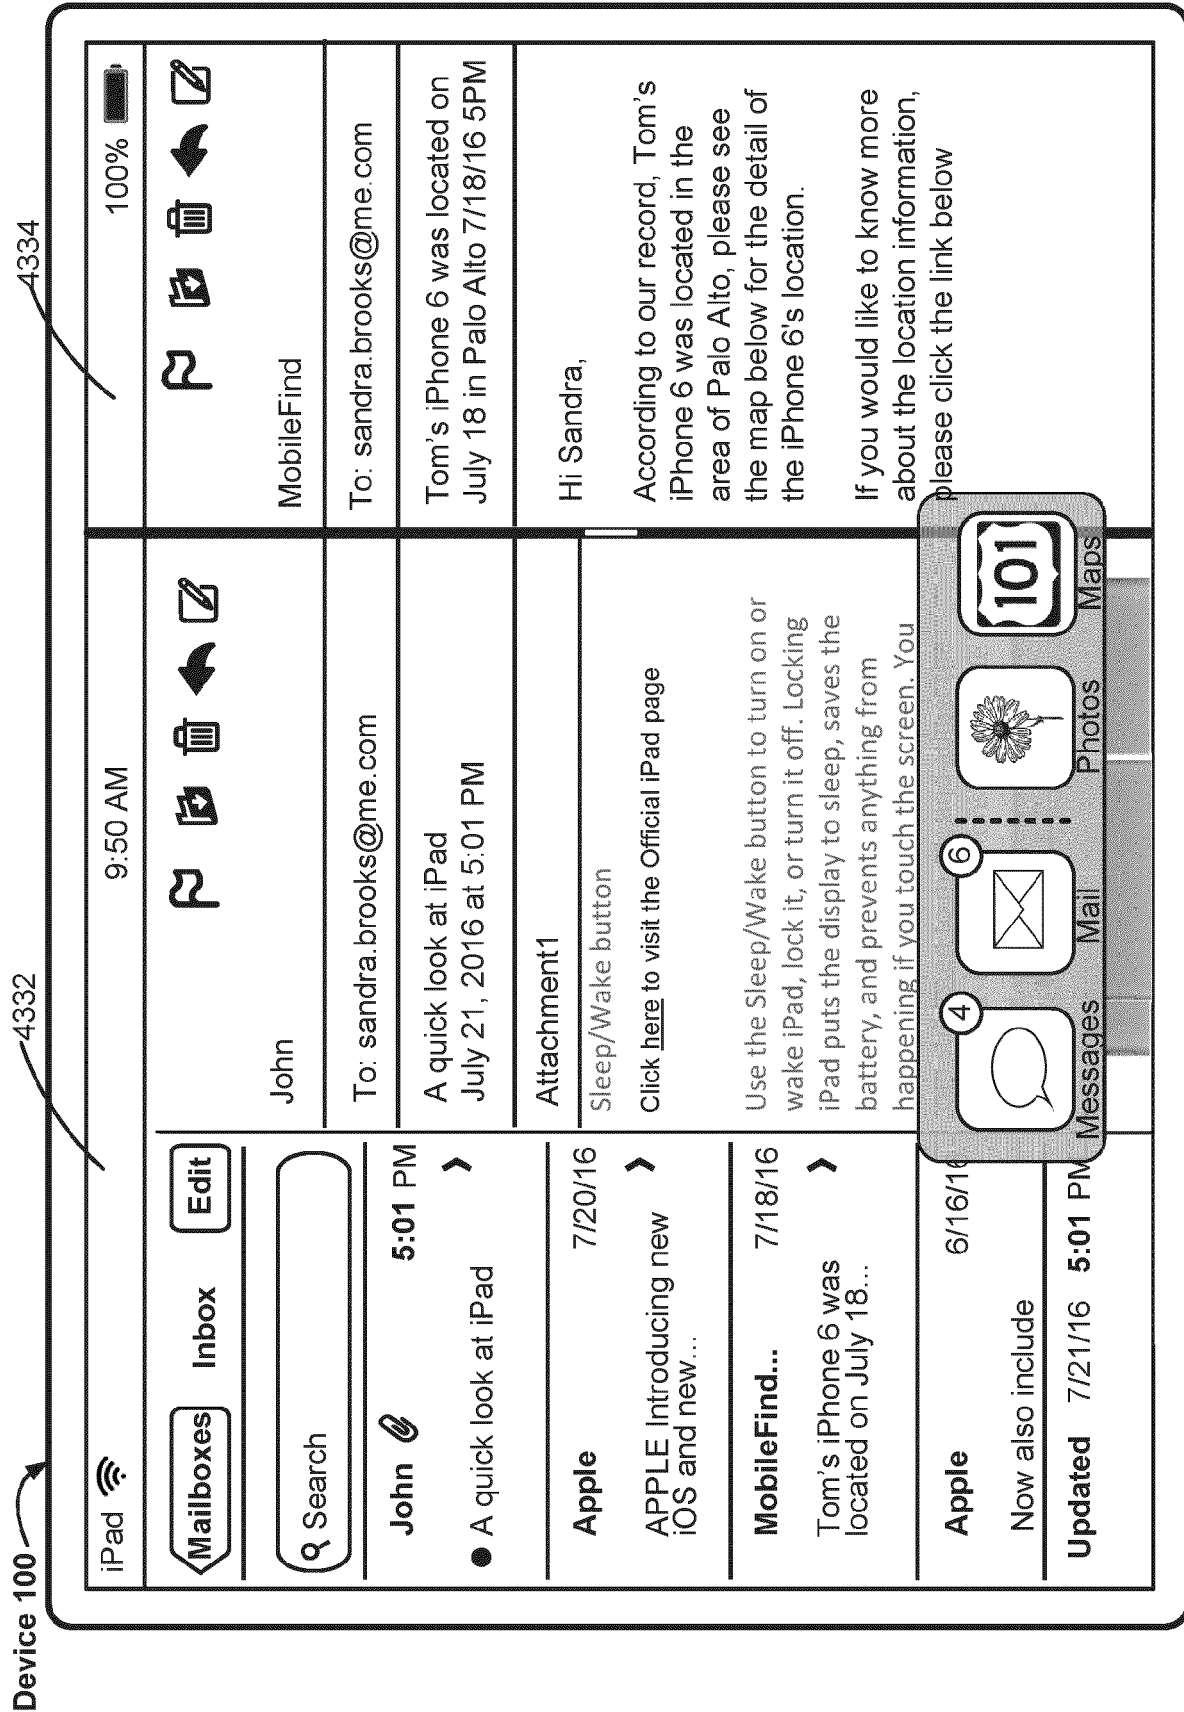 Device 100
4332
4334
iPad
9:50 AM
100%
Mailboxes
Inbox
Edit
Search
John
5:01 PM
A quick look at iPad
Apple
7/20/16
APPLE Introducing new
iOS and new...
MobileFind...
7/18/16
Tom's iPhone 6 was
located on July 18...
Apple
6/16/16
Now also include
Updated 7/21/16 5:01 PM
John
To: sandra.brooks@me.com
A quick look at iPad
July 21, 2016 at 5:01 PM
Attachment1
Sleep/Wake button
Click here to visit the Official iPad page
Use the Sleep/Wake button to turn on or
wake iPad, lock it, or turn it off. Locking
iPad puts the display to sleep, saves the
battery, and prevents anything from
happening if you touch the screen. You
MobileFind
To: sandra.brooks@me.com
Tom's iPhone 6 was located on
July 18 in Palo Alto 7/18/16 5PM
Hi Sandra,
According to our record, Tom's
iPhone 6 was located in the
area of Palo Alto, please see
the map below for the detail of
the iPhone 6's location.
If you would like to know more
about the location information,
please click the link below
4
6
101
Messages
Mail
Photos
Maps